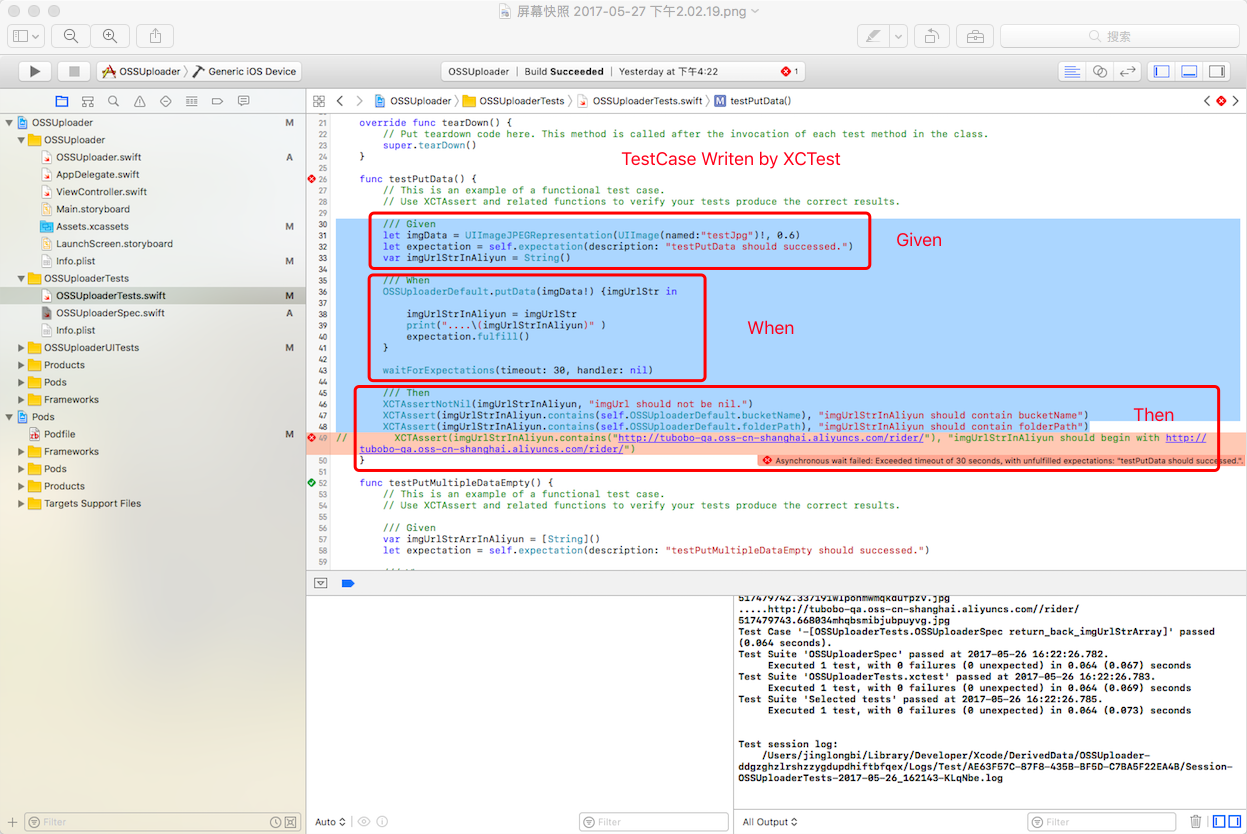 屏幕快照 2017-05-27 下午2.02.19.png
搜索
OSSUploader 〉 Generic iOS Device
OSSUploader | Build Succeeded | Yesterday at 下午4:22
1
OSSUploader M
OSSUploader
OSSUploader.swift A
AppDelegate.swift
ViewController.swift
Main.storyboard
Assets.xcassets M
LaunchScreen.storyboard
Info.plist M
OSSUploaderTests
OSSUploaderTests.swift M
OSSUploaderSpec.swift A
Info.plist
OSSUploaderUITests M
Products
Pods
Frameworks
Pods
Podfile M
Frameworks
Pods
Products
Targets Support Files
Filter
OSSUploader 〉 OSSUploaderTests 〉 OSSUploaderTests.swift 〉 M testPutData()
21 override func tearDown() {
22 // Put teardown code here. This method is called after the invocation of each test method in the class.
23 super.tearDown()
24 }
TestCase Writen by XCTest
25
26 func testPutData() {
27 // This is an example of a functional test case.
28 // Use XCTAssert and related functions to verify your tests produce the correct results.
29
30 /// Given
31 let imgData = UIImageJPEGRepresentation(UIImage(named:"testJpg")!, 0.6)
32 let expectation = self.expectation(description: "testPutData should successed.")
33 var imgUrlStrInAliyun = String()
Given
34
35 /// When
36 OSSUploaderDefault.putData(imgData!) {imgUrlStr in
37
38 imgUrlStrInAliyun = imgUrlStr
39 print("....\(imgUrlStrInAliyun)" )
40 expectation.fulfill()
41 }
42
43 waitForExpectations(timeout: 30, handler: nil)
When
44
45 /// Then
46 XCTAssertNotNil(imgUrlStrInAliyun, "imgUrl should not be nil.")
47 XCTAssert(imgUrlStrInAliyun.contains(self.OSSUploaderDefault.bucketName), "imgUrlStrInAliyun should contain bucketName")
48 XCTAssert(imgUrlStrInAliyun.contains(self.OSSUploaderDefault.folderPath), "imgUrlStrInAliyun should contain folderPath")
Then
49 // XCTAssert(imgUrlStrInAliyun.contains("http://tubobo-qa.oss-cn-shanghai.aliyuncs.com/rider/"), "imgUrlStrInAliyun should begin with http://
tubobo-qa.oss-cn-shanghai.aliyuncs.com/rider/")
50 }
Asynchronous wait failed: Exceeded timeout of 30 seconds, with unfulfilled expectations: "testPutData should successed.".
51
52 func testPutMultipleDataEmpty() {
53 // This is an example of a functional test case.
54 // Use XCTAssert and related functions to verify your tests produce the correct results.
55
56 /// Given
57 var imgUrlStrArrInAliyun = [String]()
58 let expectation = self.expectation(description: "testPutMultipleDataEmpty should successed.")
59
Auto
Filter
.....http://tubobo-qa.oss-cn-shanghai.aliyuncs.com//rider/
517479743.668034mhqbsmibjubpuyvg.jpg
Test Case '-[OSSUploaderTests.OSSUploaderSpec return_back_imgUrlStrArray]' passed
(0.064 seconds).
Test Suite 'OSSUploaderSpec' passed at 2017-05-26 16:22:26.782.
Executed 1 test, with 0 failures (0 unexpected) in 0.064 (0.067) seconds
Test Suite 'OSSUploaderTests.xctest' passed at 2017-05-26 16:22:26.783.
Executed 1 test, with 0 failures (0 unexpected) in 0.064 (0.069) seconds
Test Suite 'Selected tests' passed at 2017-05-26 16:22:26.785.
Executed 1 test, with 0 failures (0 unexpected) in 0.064 (0.073) seconds
Test session log:
/Users/jinglongbi/Library/Developer/Xcode/DerivedData/OSSUploader-
ddgzghzlrshzzygdupdhiftbfqex/Logs/Test/AE63F57C-87F8-435B-BF5D-C7BA5F22EA4B/Session-
OSSUploaderTests-2017-05-26_162143-KLqNbe.log
All Output
Filter